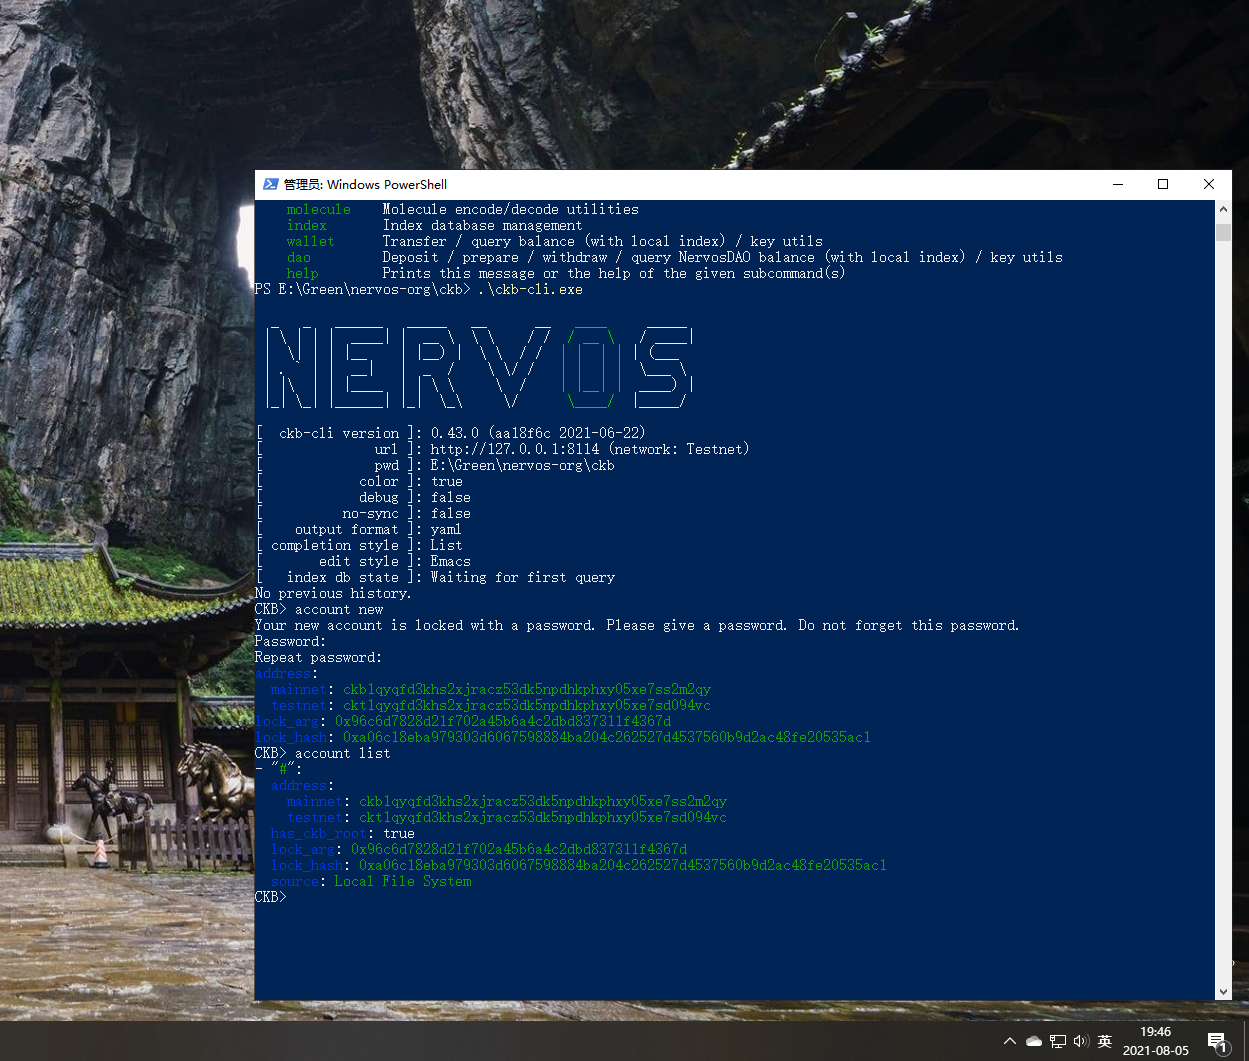 管理员: Windows PowerShell
molecule Molecule encode/decode utilities
index Index database management
wallet Transfer / query balance (with local index) / key utils
dao Deposit / prepare / withdraw / query NervosDAO balance (with local index) / key utils
help Prints this message or the help of the given subcommand(s)
PS E:\Green\nervos-org\ckb> .\ckb-cli.exe
NERVOS
[ ckb-cli version ]: 0.43.0 (aa18f6c 2021-06-22)
[ url ]: http://127.0.0.1:8114 (network: Testnet)
[ pwd ]: E:\Green\nervos-org\ckb
[ color ]: true
[ debug ]: false
[ no-sync ]: false
[ output format ]: yaml
[ completion style ]: List
[ edit style ]: Emacs
[ index db state ]: Waiting for first query
No previous history.
CKB> account new
Your new account is locked with a password. Please give a password. Do not forget this password.
Password:
Repeat password:
address:
mainnet: ckb1qyqfd3khs2xjracz53dk5npdhkphxy05xe7ss2m2qy
testnet: ckt1qyqfd3khs2xjracz53dk5npdhkphxy05xe7sd094vc
lock_arg: 0x96c6d7828d21f702a45b6a4c2dbd837311f4367d
lock_hash: 0xa06c18eba979303d6067598884ba204c262527d4537560b9d2ac48fe20535ac1
CKB> account list
- "#":
address:
mainnet: ckb1qyqfd3khs2xjracz53dk5npdhkphxy05xe7ss2m2qy
testnet: ckt1qyqfd3khs2xjracz53dk5npdhkphxy05xe7sd094vc
has_ckb_root: true
lock_arg: 0x96c6d7828d21f702a45b6a4c2dbd837311f4367d
lock_hash: 0xa06c18eba979303d6067598884ba204c262527d4537560b9d2ac48fe20535ac1
source: Local File System
CKB>
英
19:46
2021-08-05
1